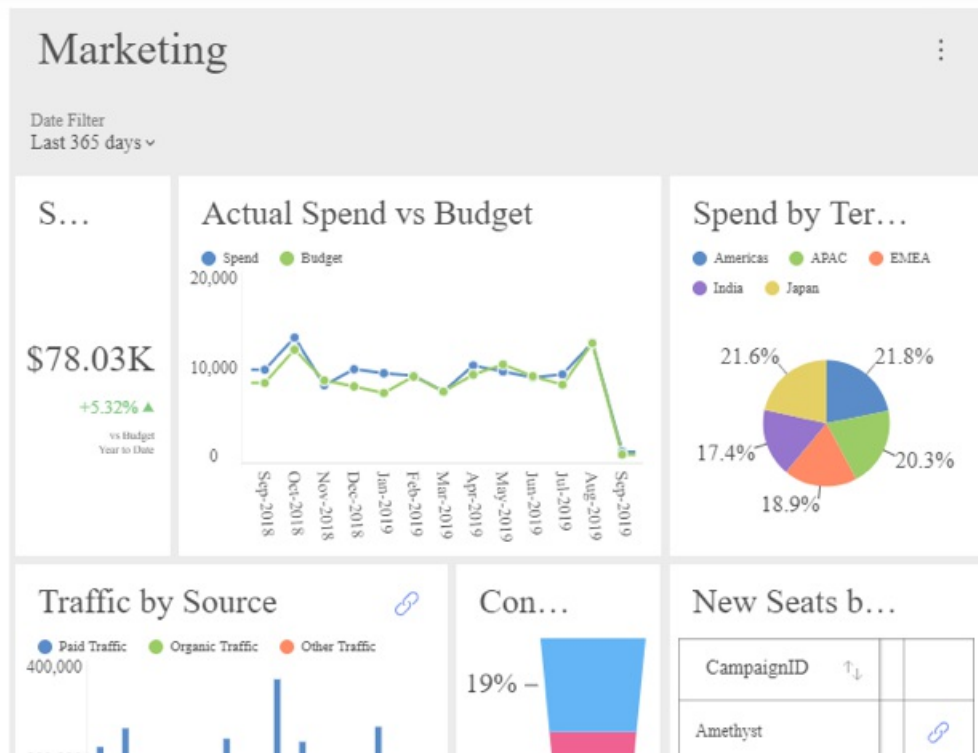 Marketing
Date Filter
Last 365 days
S...
$78.03K
+5.32%
vs Budget
Year to Date
Actual Spend vs Budget
Spend Budget
20,000
10,000
0
Sep-2018 Oct-2018 Nov-2018 Dec-2018 Jan-2019 Feb-2019 Mar-2019 Apr-2019 May-2019 Jun-2019 Jul-2019 Aug-2019 Sep-2019
Spend by Ter...
Americas APAC EMEA
India Japan
21.6% 21.8%
17.4% 20.3%
18.9%
Traffic by Source
Paid Traffic Organic Traffic Other Traffic
400,000
Con...
19%
New Seats b...
CampaignID
Amethyst